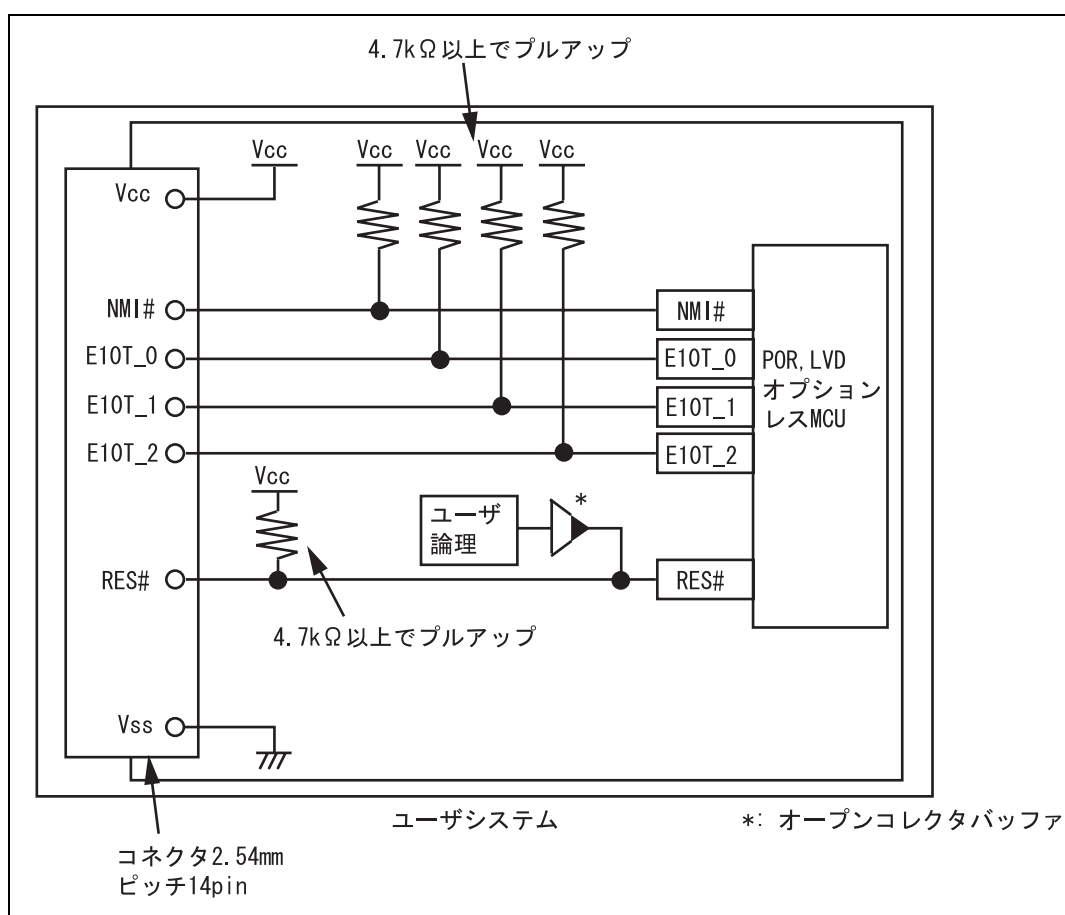 4.7kΩ以上でプルアップ
Vcc
Vcc
Vcc
Vcc
Vcc
Vcc
NMI#
NMI#
E10T_0
E10T_0
POR,LVD
オプション
レスMCU
E10T_1
E10T_1
E10T_2
E10T_2
Vcc
*
ユーザ
論理
RES#
RES#
4.7kΩ以上でプルアップ
Vss
ユーザシステム
*: オープンコレクタバッファ
コネクタ2.54mm
ピッチ14pin